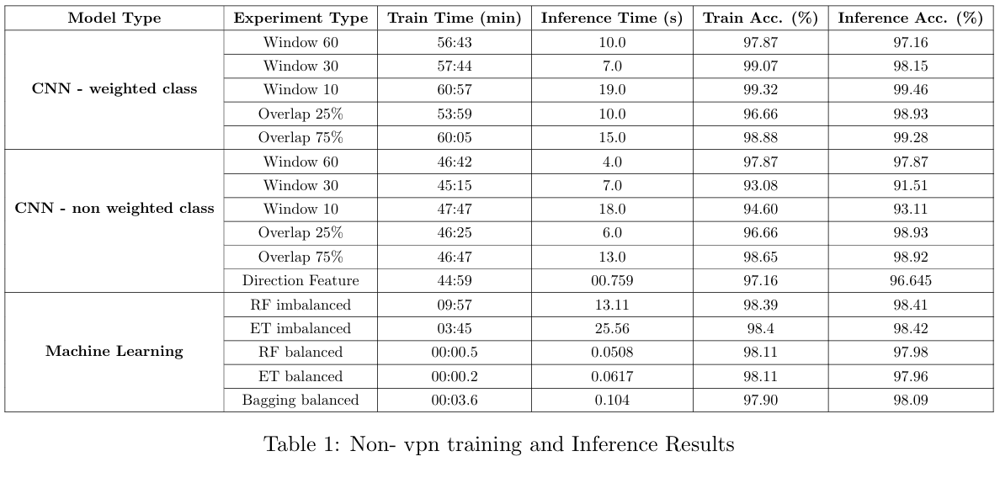 Model Type Experiment Type Train Time (min) Inference Time (s) Train Acc. (%) Inference Acc. (%)
CNN - weighted class
Window 60 56:43 10.0 97.87 97.16
Window 30 57:44 7.0 99.07 98.15
Window 10 60:57 19.0 99.32 99.46
Overlap 25% 53:59 10.0 96.66 98.93
Overlap 75% 60:05 15.0 98.88 99.28
CNN - non weighted class
Window 60 46:42 4.0 97.87 97.87
Window 30 45:15 7.0 93.08 91.51
Window 10 47:47 18.0 94.60 93.11
Overlap 25% 46:25 6.0 96.66 98.93
Overlap 75% 46:47 13.0 98.65 98.92
Direction Feature 44:59 00.759 97.16 96.645
Machine Learning
RF imbalanced 09:57 13.11 98.39 98.41
ET imbalanced 03:45 25.56 98.4 98.42
RF balanced 00:00.5 0.0508 98.11 97.98
ET balanced 00:00.2 0.0617 98.11 97.96
Bagging balanced 00:03.6 0.104 97.90 98.09
Table 1: Non- vpn training and Inference Results